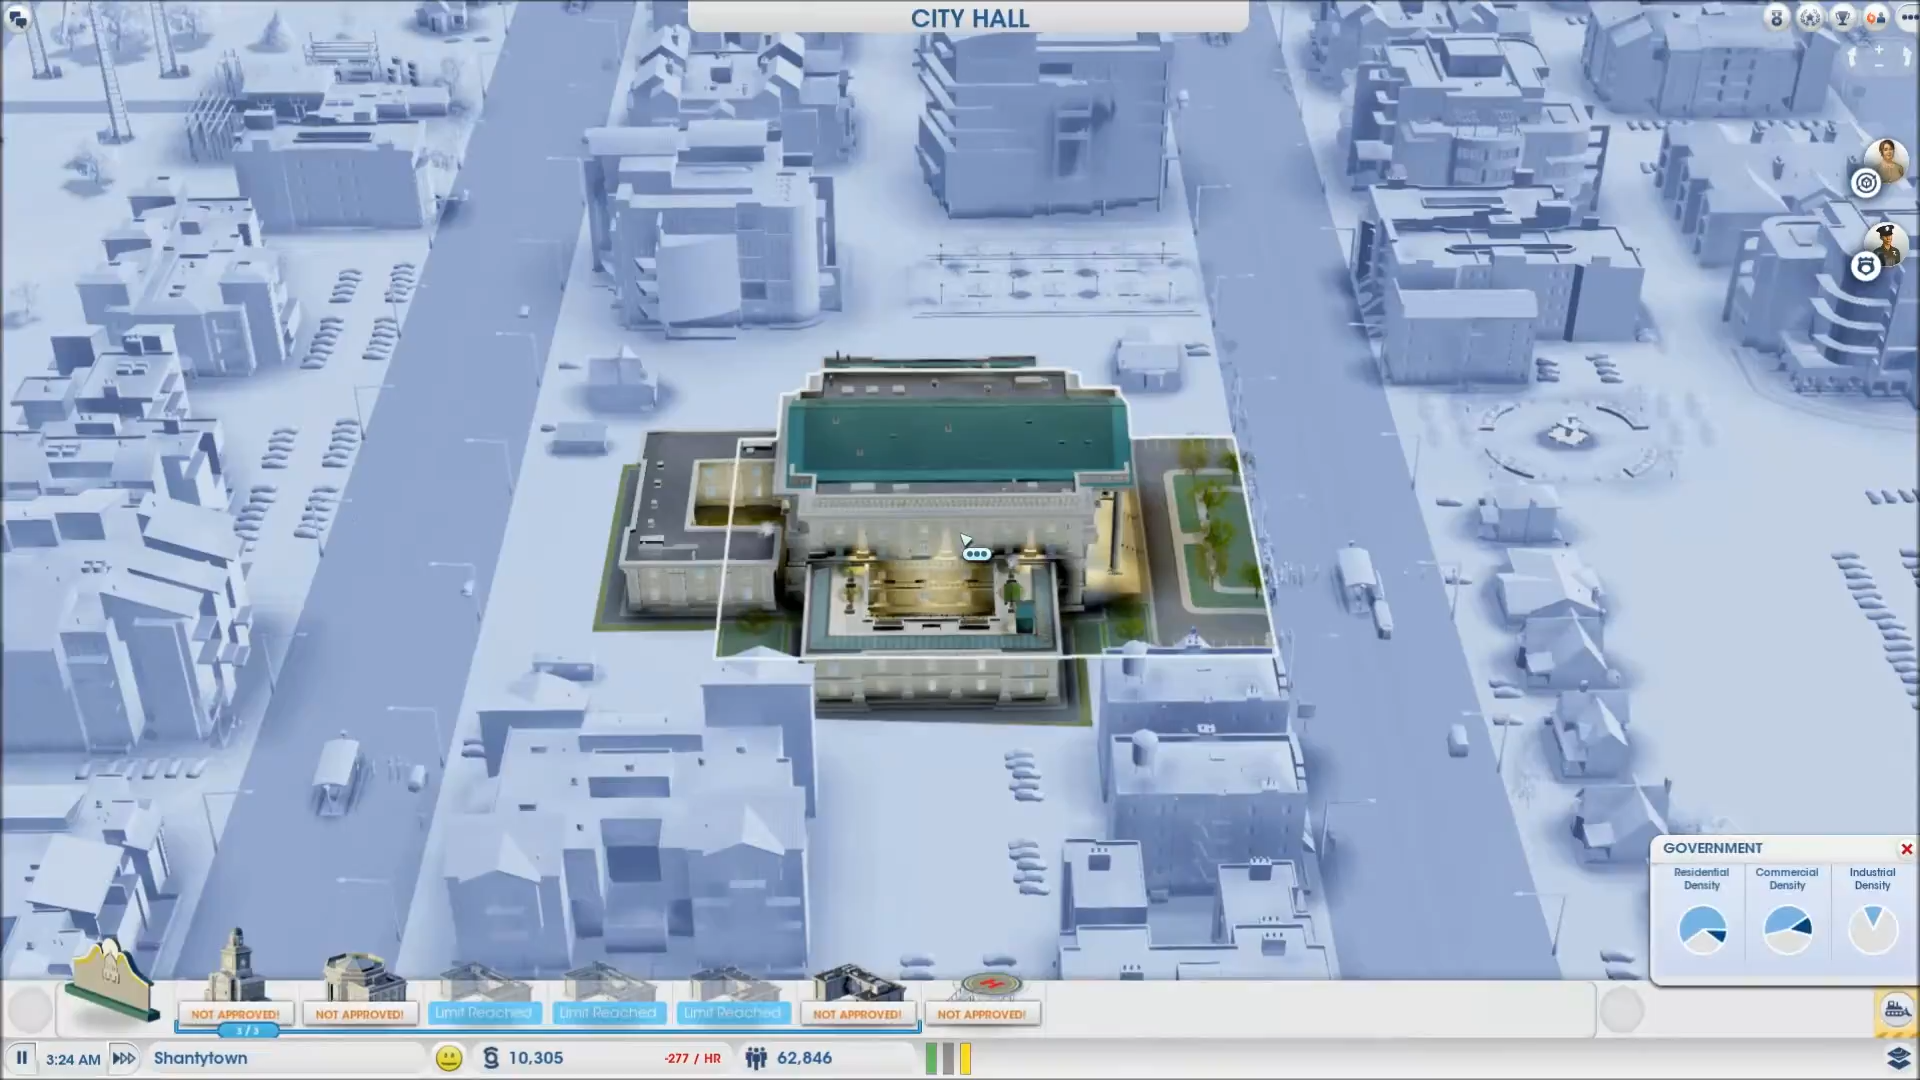 CITY HALL
GOVERNMENT
Residential Density
Commercial Density
Industrial Density
NOT APPROVED!
NOT APPROVED!
Limit Reached
Limit Reached
Limit Reached
NOT APPROVED!
NOT APPROVED!
3 / 3
3:24 AM
Shantytown
10,305
-277 / HR
62,846